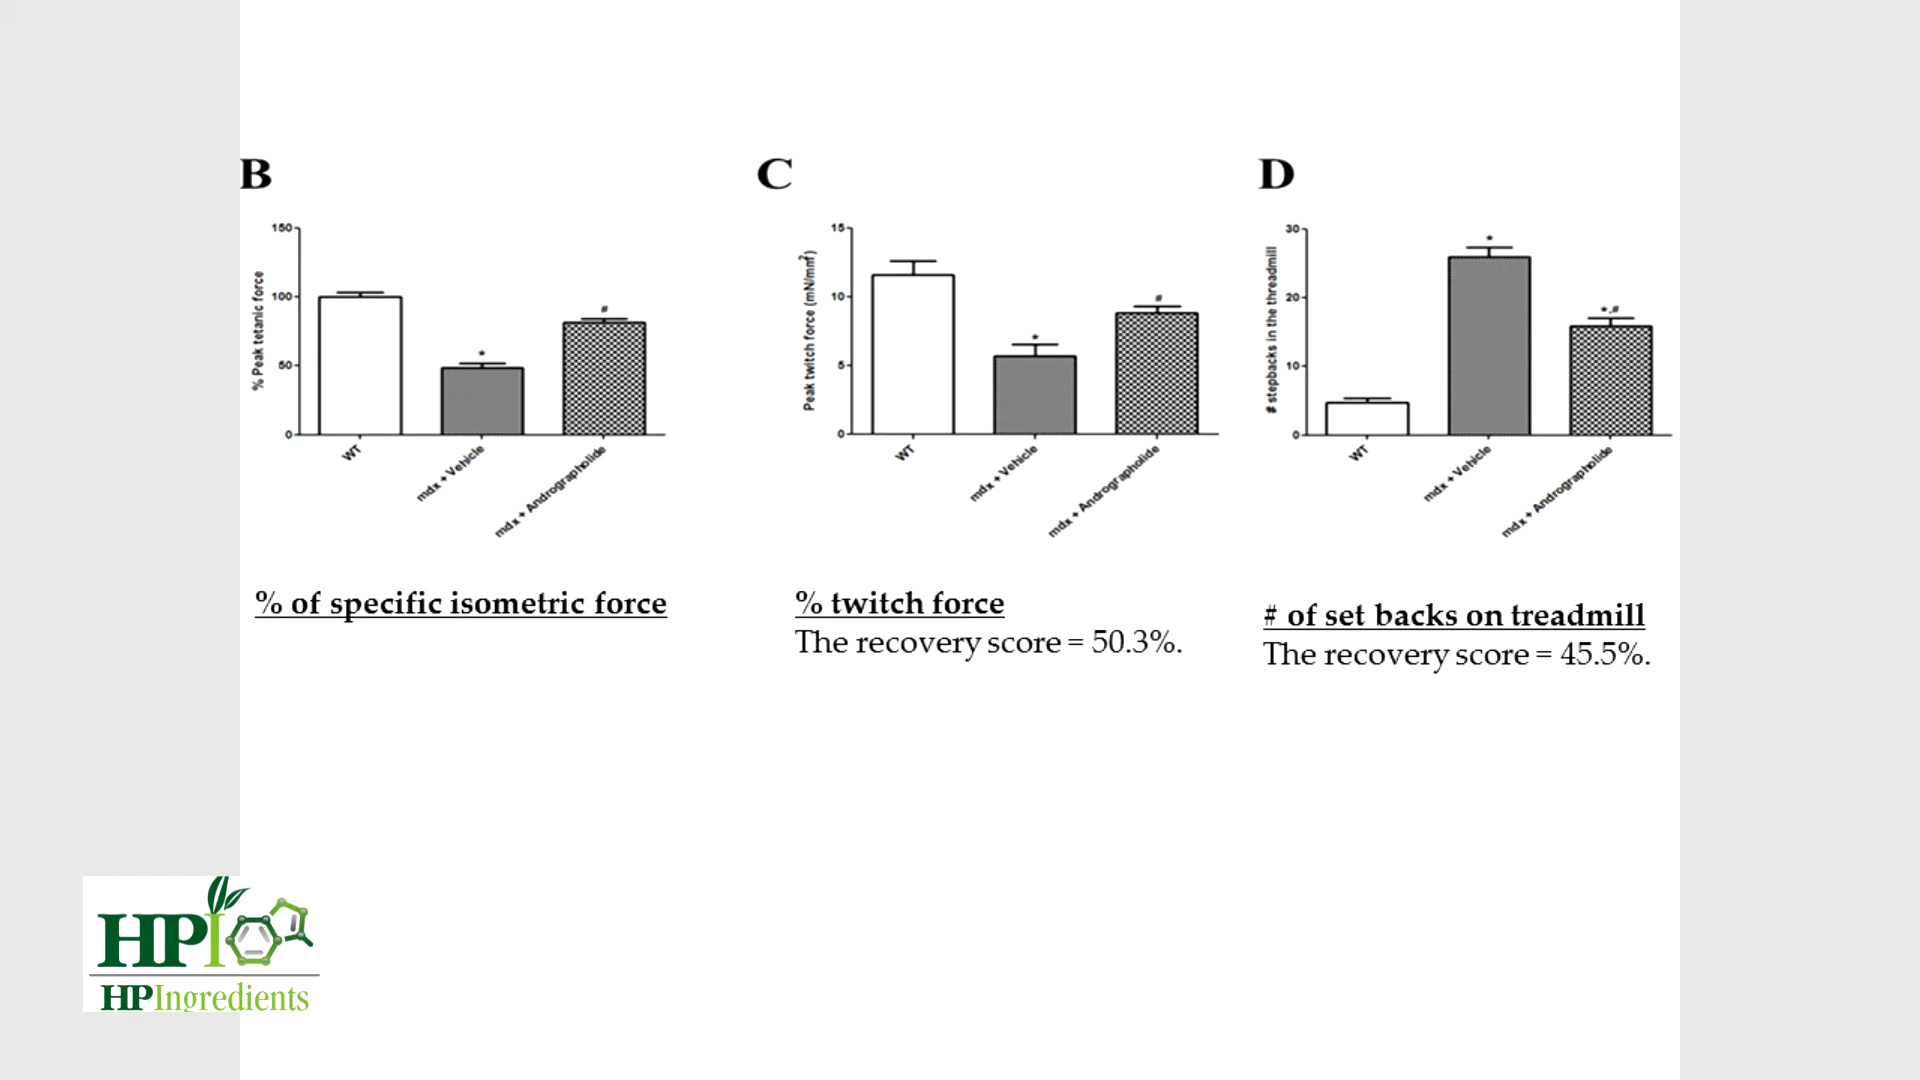 B
150
100
50
0
% Peak tetanic force
*
#
WT
mdx + Vehicle
mdx + Andrographolide
% of specific isometric force
C
15
10
5
0
Peak twitch force (mN/mm²)
*
#
WT
mdx + Vehicle
mdx + Andrographolide
% twitch force
The recovery score = 50.3%.
D
30
20
10
0
# stepbacks in the threadmill
*
*,#
WT
mdx + Vehicle
mdx + Andrographolide
# of set backs on treadmill
The recovery score = 45.5%.
HPI
HPIngredients